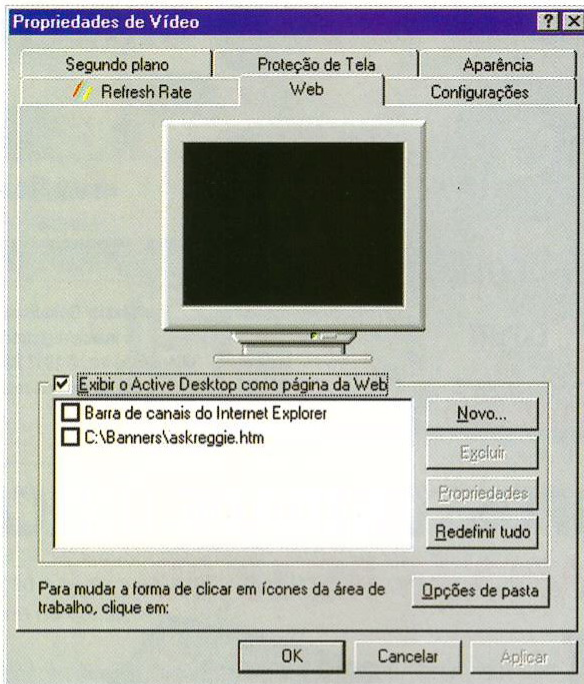 Propriedades de Vídeo
Segundo plano
Proteção de Tela
Aparência
Refresh Rate
Web
Configurações
Exibir o Active Desktop como página da Web
Barra de canais do Internet Explorer
C:\Banners\askreggie.htm
Novo...
Excluir
Propriedades
Redefinir tudo
Para mudar a forma de clicar em ícones da área de
trabalho, clique em:
Opções de pasta
OK
Cancelar
Aplicar